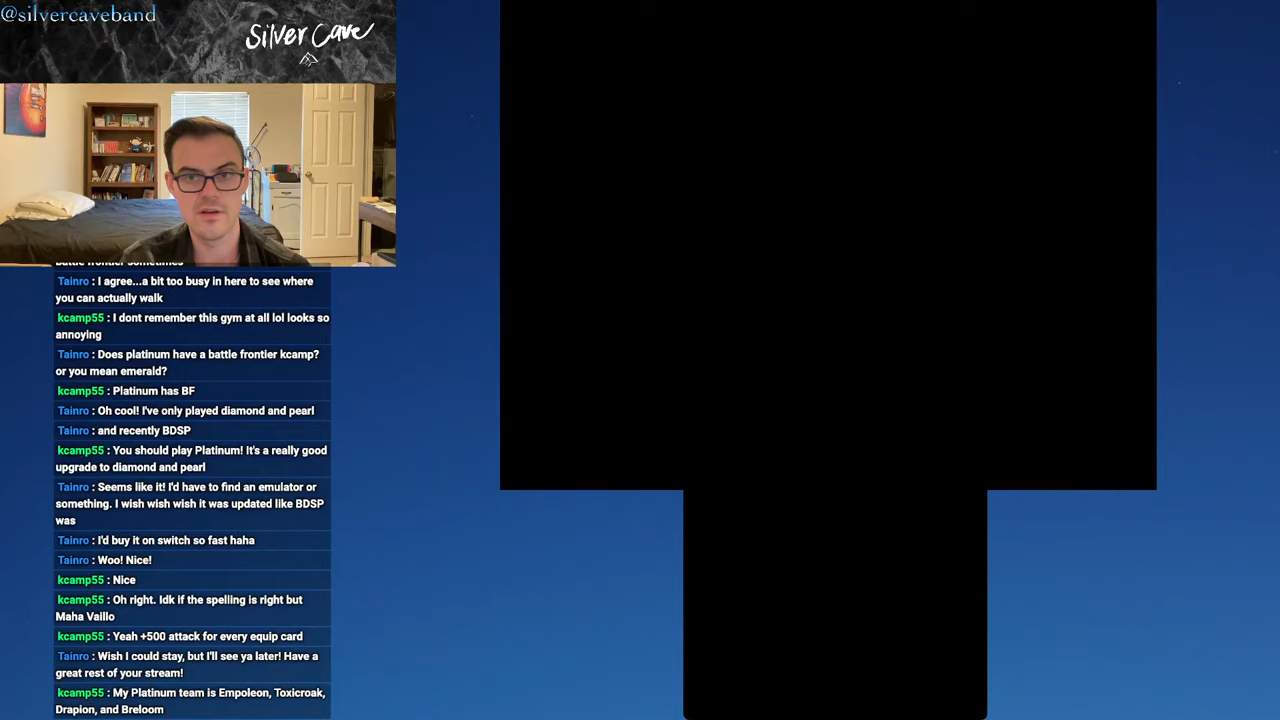 @silvercaveband
Silver Cave
Battle frontier sometimes
Tainro : I agree...a bit too busy in here to see where
you can actually walk
kcamp55 : I dont remember this gym at all lol looks so
annoying
Tainro : Does platinum have a battle frontier kcamp?
or you mean emerald?
kcamp55 : Platinum has BF
Tainro : Oh cool! I've only played diamond and pearl
Tainro : and recently BDSP
kcamp55 : You should play Platinum! It's a really good
upgrade to diamond and pearl
Tainro : Seems like it! I'd have to find an emulator or
something. I wish wish wish it was updated like BDSP
was
Tainro : I'd buy it on switch so fast haha
Tainro : Woo! Nice!
kcamp55 : Nice
kcamp55 : Oh right. Idk if the spelling is right but
Maha Vaillo
kcamp55 : Yeah +500 attack for every equip card
Tainro : Wish I could stay, but I'll see ya later! Have a
great rest of your stream!
kcamp55 : My Platinum team is Empoleon, Toxicroak,
Drapion, and Breloom